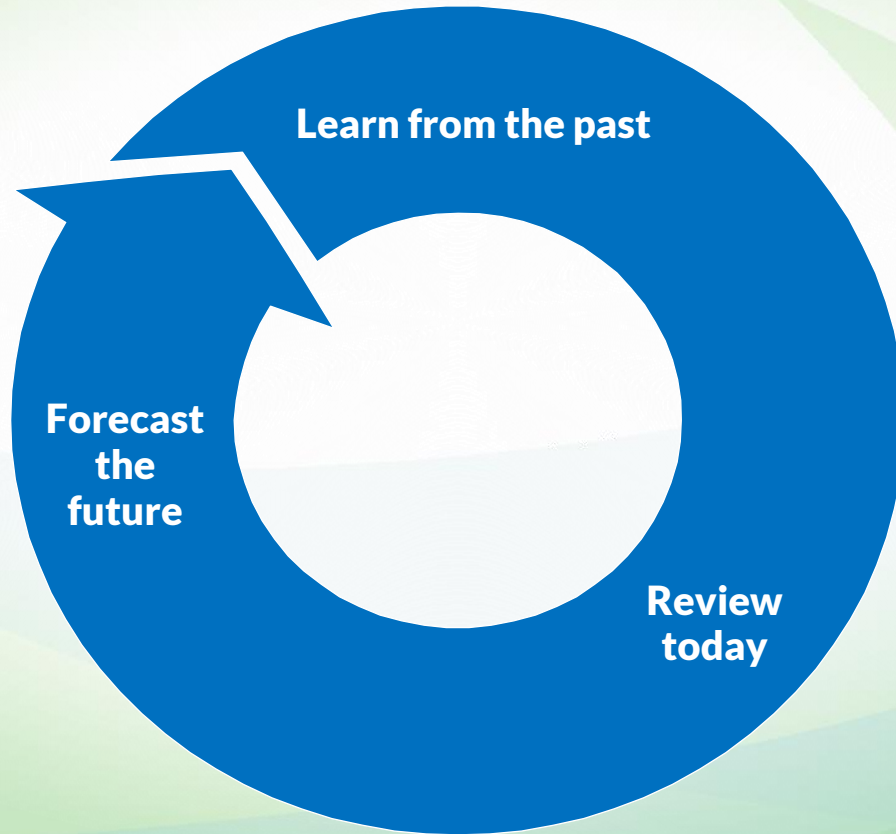 Learn from the past
Forecast
the
future
Review
today